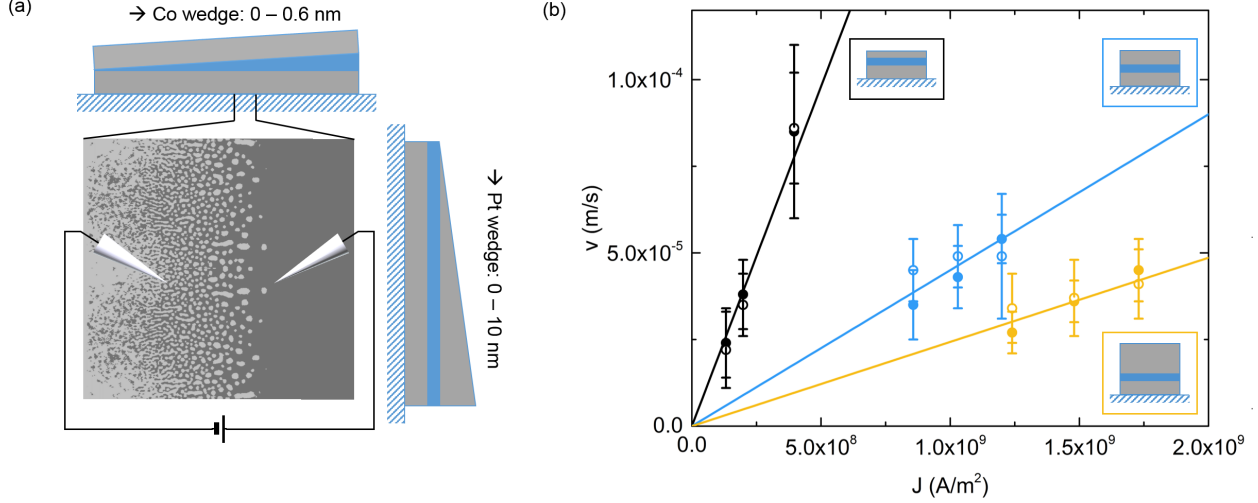 (a)
→ Co wedge: 0 – 0.6 nm
→ Pt wedge: 0 – 10 nm
(b)
1.0x10⁻⁴
5.0x10⁻⁵
0.0
v (m/s)
0.0 5.0x10⁸ 1.0x10⁹ 1.5x10⁹ 2.0x10⁹
J (A/m²)